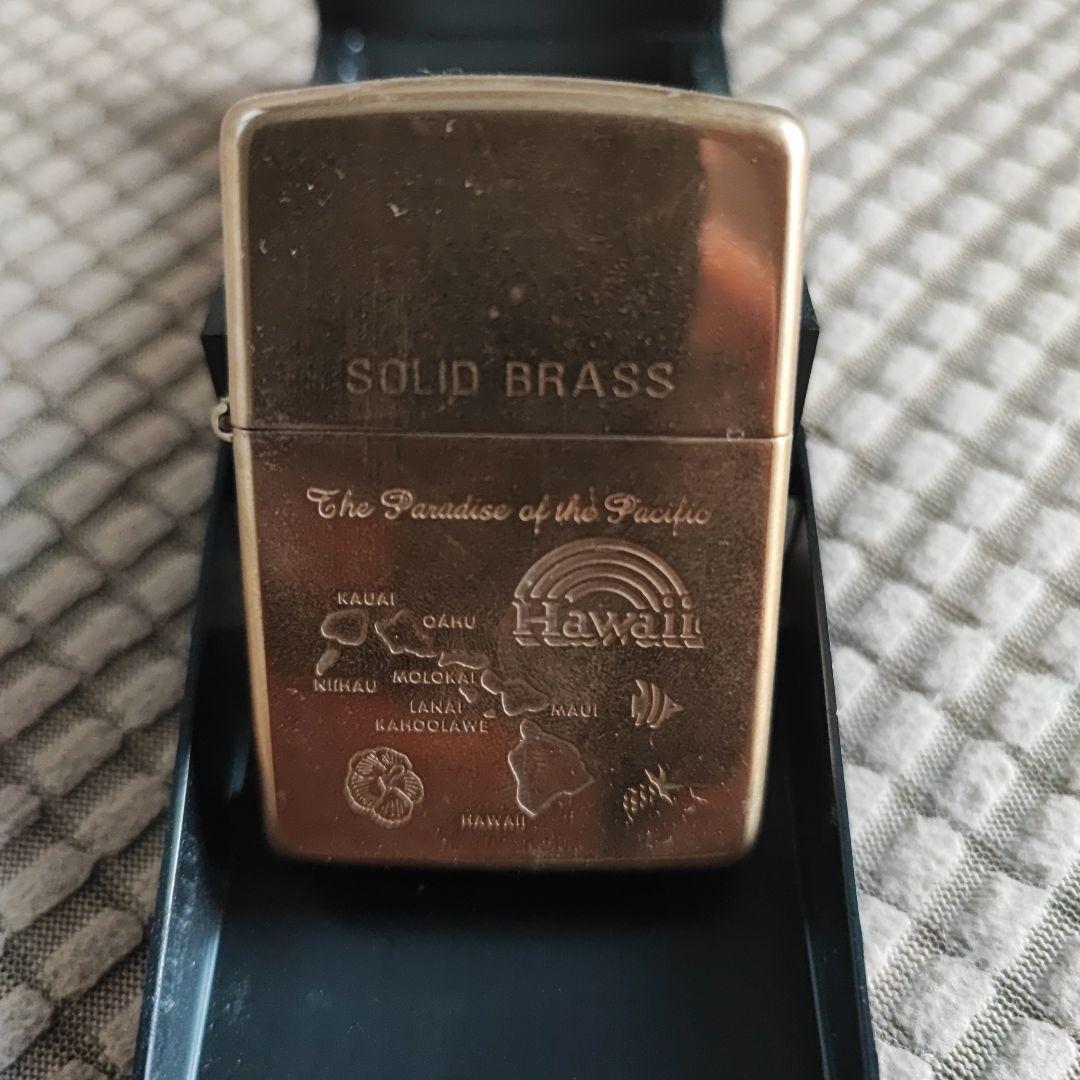 SOLID BRASS
The Paradise of the Pacific
Hawaii
KAUAI
OAHU
NIIHAU
MOLOKAI
LANAI
MAUI
KAHOOLAWE
HAWAII